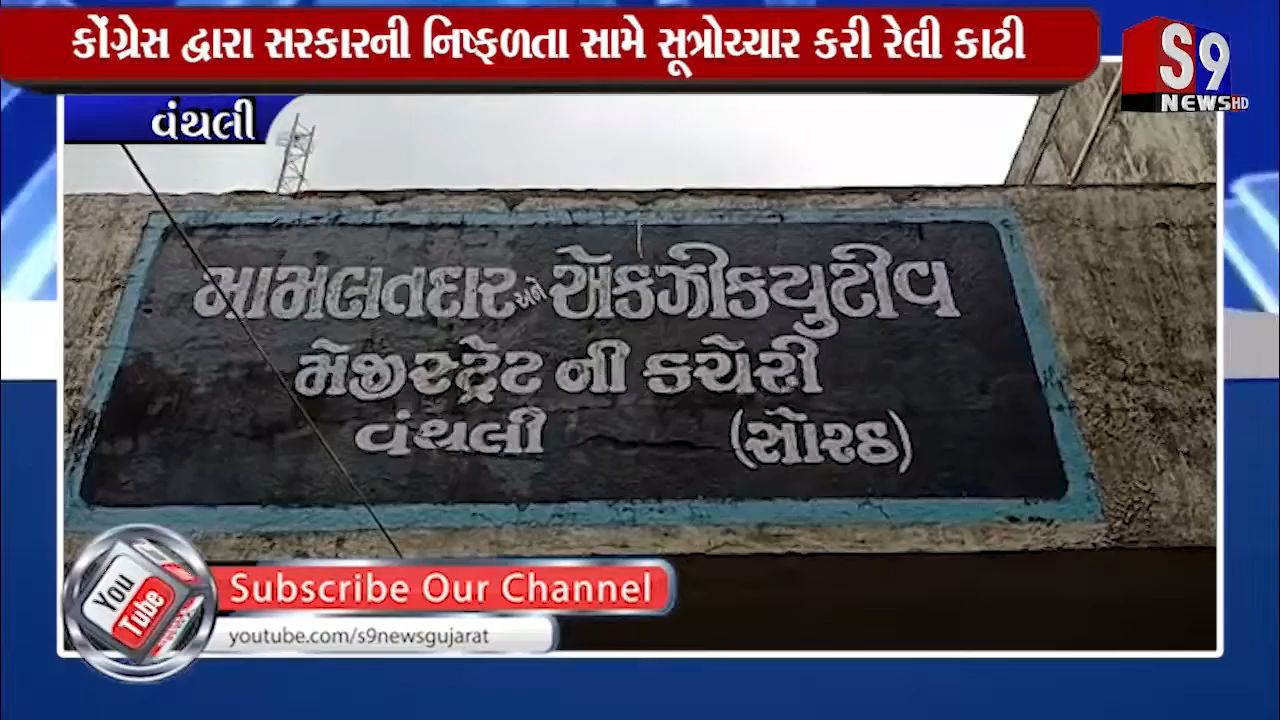 કોંગ્રેસ દ્વારા સરકારની નિષ્ફળતા સામે સૂત્રોચ્ચાર કરી રેલી કાઢી
S9
NEWS HD
વંથલી
મામલતદાર અને એકઝીકયુટીવ
મેજીસ્ટ્રેટ ની કચેરી
વંથલી (સોરઠ)
You
Tube
Subscribe Our Channel
youtube.com/s9newsgujarat